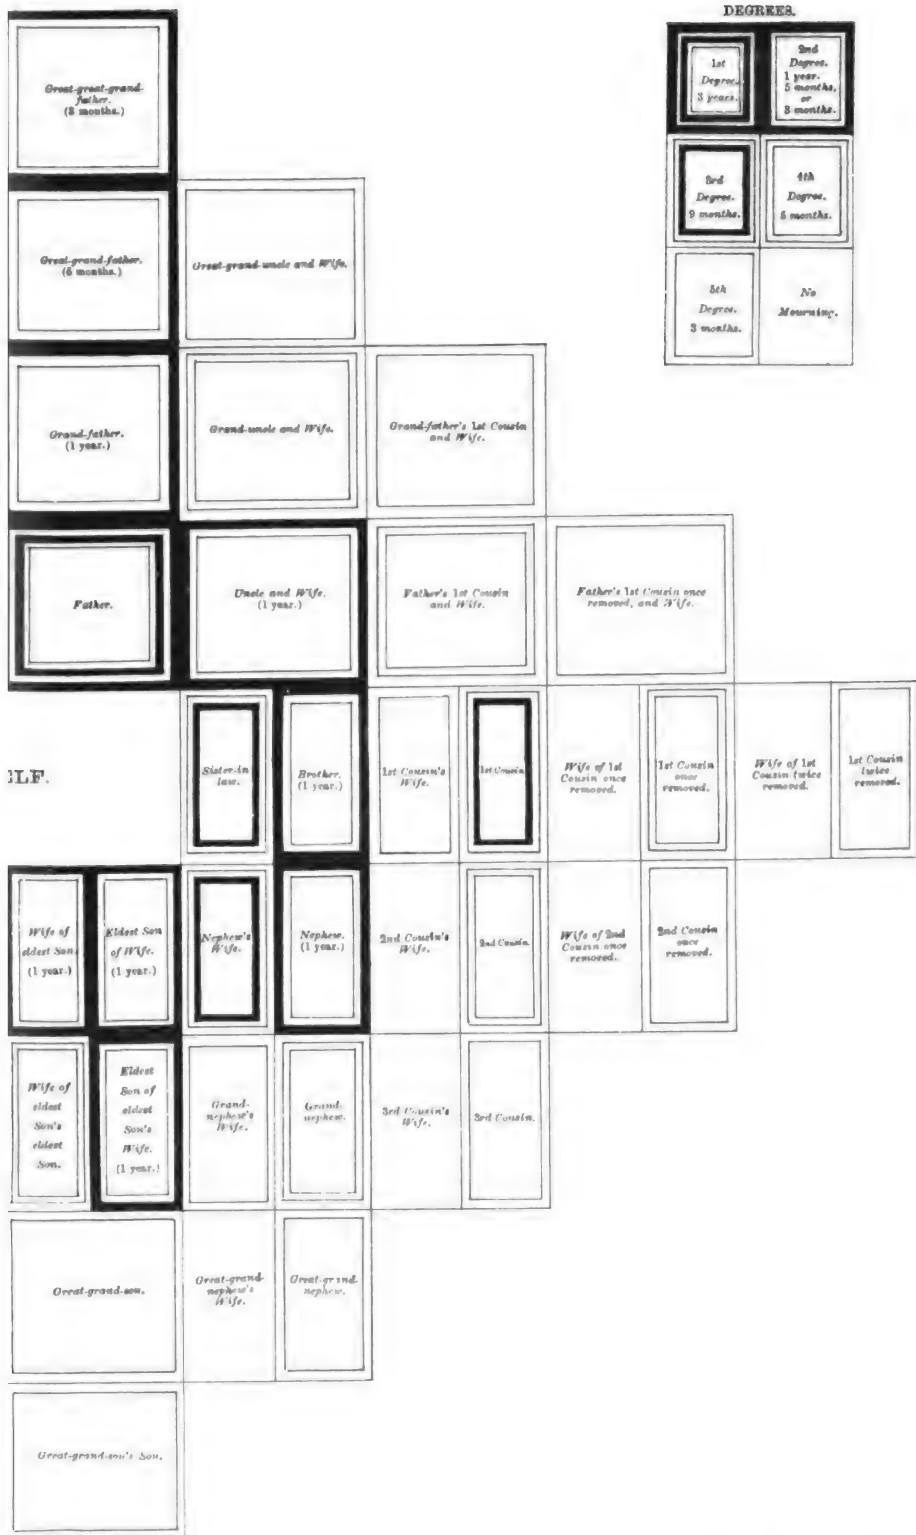 DEGREES.
1st
Degree.
3 years.
2nd
Degree.
1 year.
5 months,
or
3 months.
3rd
Degree.
9 months.
4th
Degree.
5 months.
5th
Degree.
3 months.
No
Mourning.
Great-great-grand-
father.
(3 months.)
Great-grand-father.
(5 months.)
Great-grand-uncle and Wife.
Grand-father.
(1 year.)
Grand-uncle and Wife.
Grand-father's 1st Cousin
and Wife.
Father.
Uncle and Wife.
(1 year.)
Father's 1st Cousin
and Wife.
Father's 1st Cousin once
removed, and Wife.
ELF.
Sister-in
law.
Brother.
(1 year.)
1st Cousin's
Wife.
1st Cousin
Wife of 1st
Cousin once
removed.
1st Cousin
once
removed.
Wife of 1st
Cousin twice
removed.
1st Cousin
twice
removed.
Wife of
eldest Son
(1 year.)
Eldest Son
of Wife.
(1 year.)
Nephew's
Wife.
Nephew.
(1 year.)
2nd Cousin's
Wife.
2nd Cousin.
Wife of 2nd
Cousin once
removed.
2nd Cousin
once
removed.
Wife of
eldest
Son's
eldest
Son.
Eldest
Son of
eldest
Son's
Wife.
(1 year.)
Grand-
nephew's
Wife.
Grand-
nephew.
3rd Cousin's
Wife.
3rd Cousin.
Great-grand-son.
Great-grand-
nephew's
Wife.
Great-grand-
nephew.
Great-grand-son's Son.